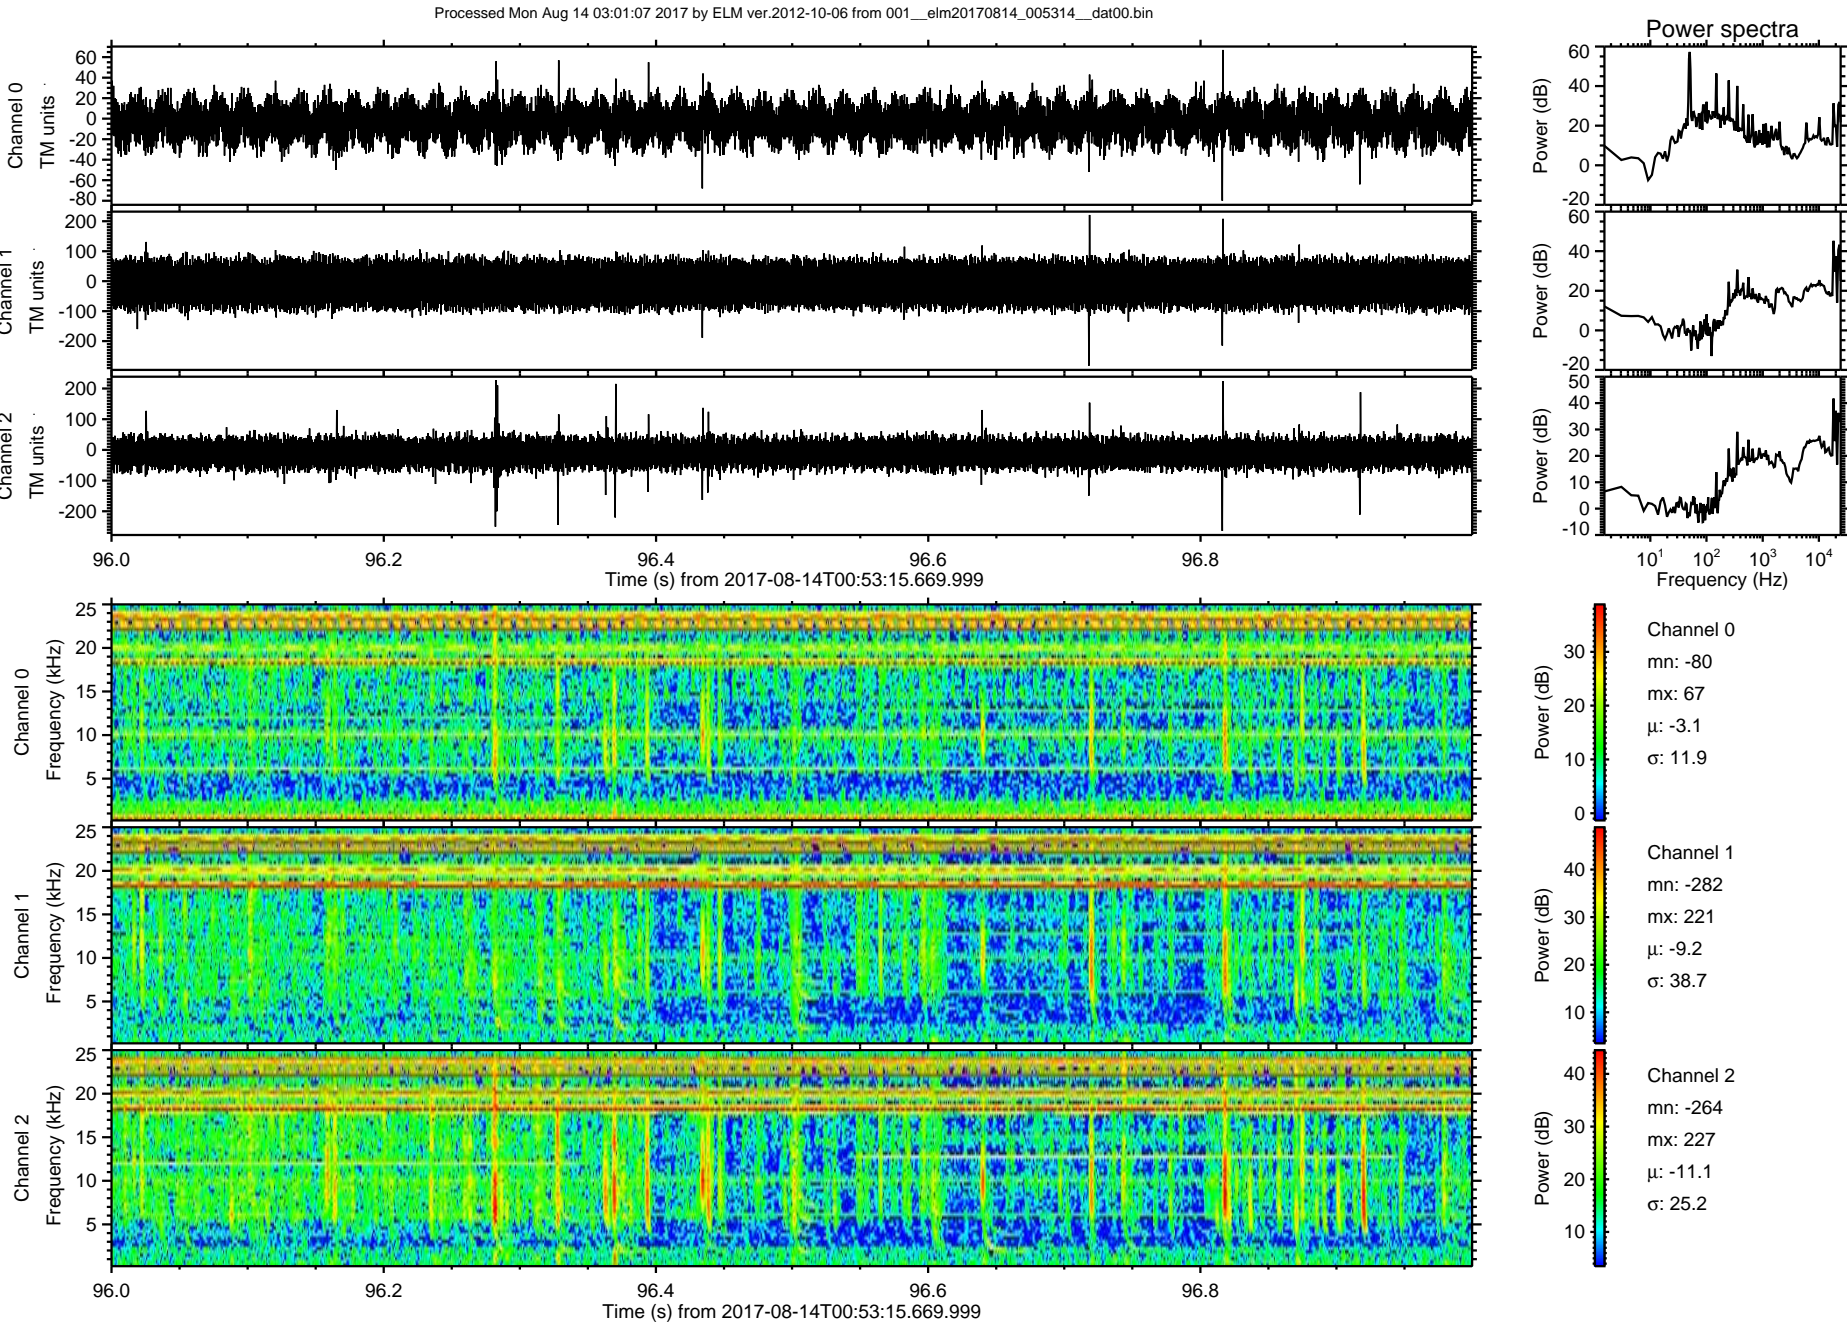 Processed Mon Aug 14 03:01:07 2017 by ELM ver.2012-10-06 from 001__elm20170814_005314__dat00.bin
Power spectra
Channel 0
TM units
60
40
20
0
-20
-40
-60
-80
Power (dB)
60
40
20
0
-20
Channel 1
TM units
200
100
0
-100
-200
Power (dB)
60
40
20
0
-20
Channel 2
TM units
200
100
0
-100
-200
Power (dB)
50
40
30
20
10
0
-10
96.0 96.2 96.4 96.6 96.8
Time (s) from 2017-08-14T00:53:15.669.999
10¹ 10² 10³ 10⁴
Frequency (Hz)
Channel 0
Frequency (kHz)
25
20
15
10
5
Power (dB)
30
20
10
0
Channel 0
mn: -80
mx: 67
μ: -3.1
σ: 11.9
Channel 1
Frequency (kHz)
25
20
15
10
5
Power (dB)
40
30
20
10
Channel 1
mn: -282
mx: 221
μ: -9.2
σ: 38.7
Channel 2
Frequency (kHz)
25
20
15
10
5
Power (dB)
40
30
20
10
Channel 2
mn: -264
mx: 227
μ: -11.1
σ: 25.2
96.0 96.2 96.4 96.6 96.8
Time (s) from 2017-08-14T00:53:15.669.999